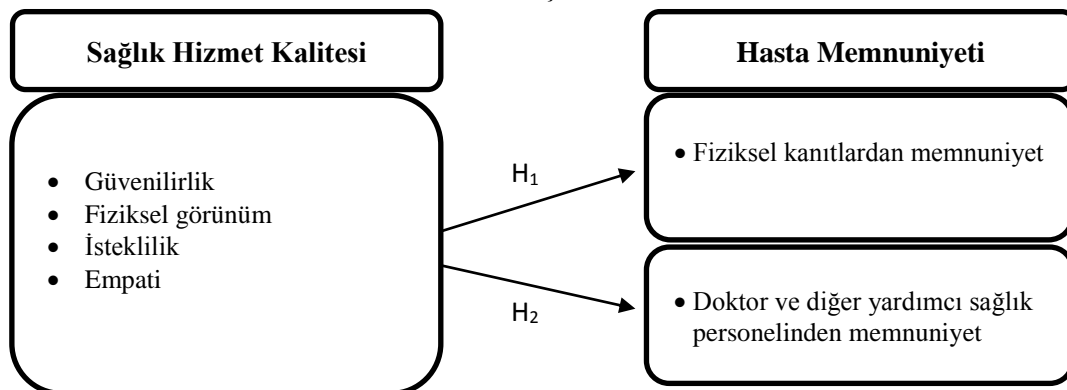 Sağlık Hizmet Kalitesi
Hasta Memnuniyeti
• Güvenilirlik
• Fiziksel görünüm
• İsteklilik
• Empati
H₁
H₂
• Fiziksel kanıtlardan memnuniyet
• Doktor ve diğer yardımcı sağlık
personelinden memnuniyet